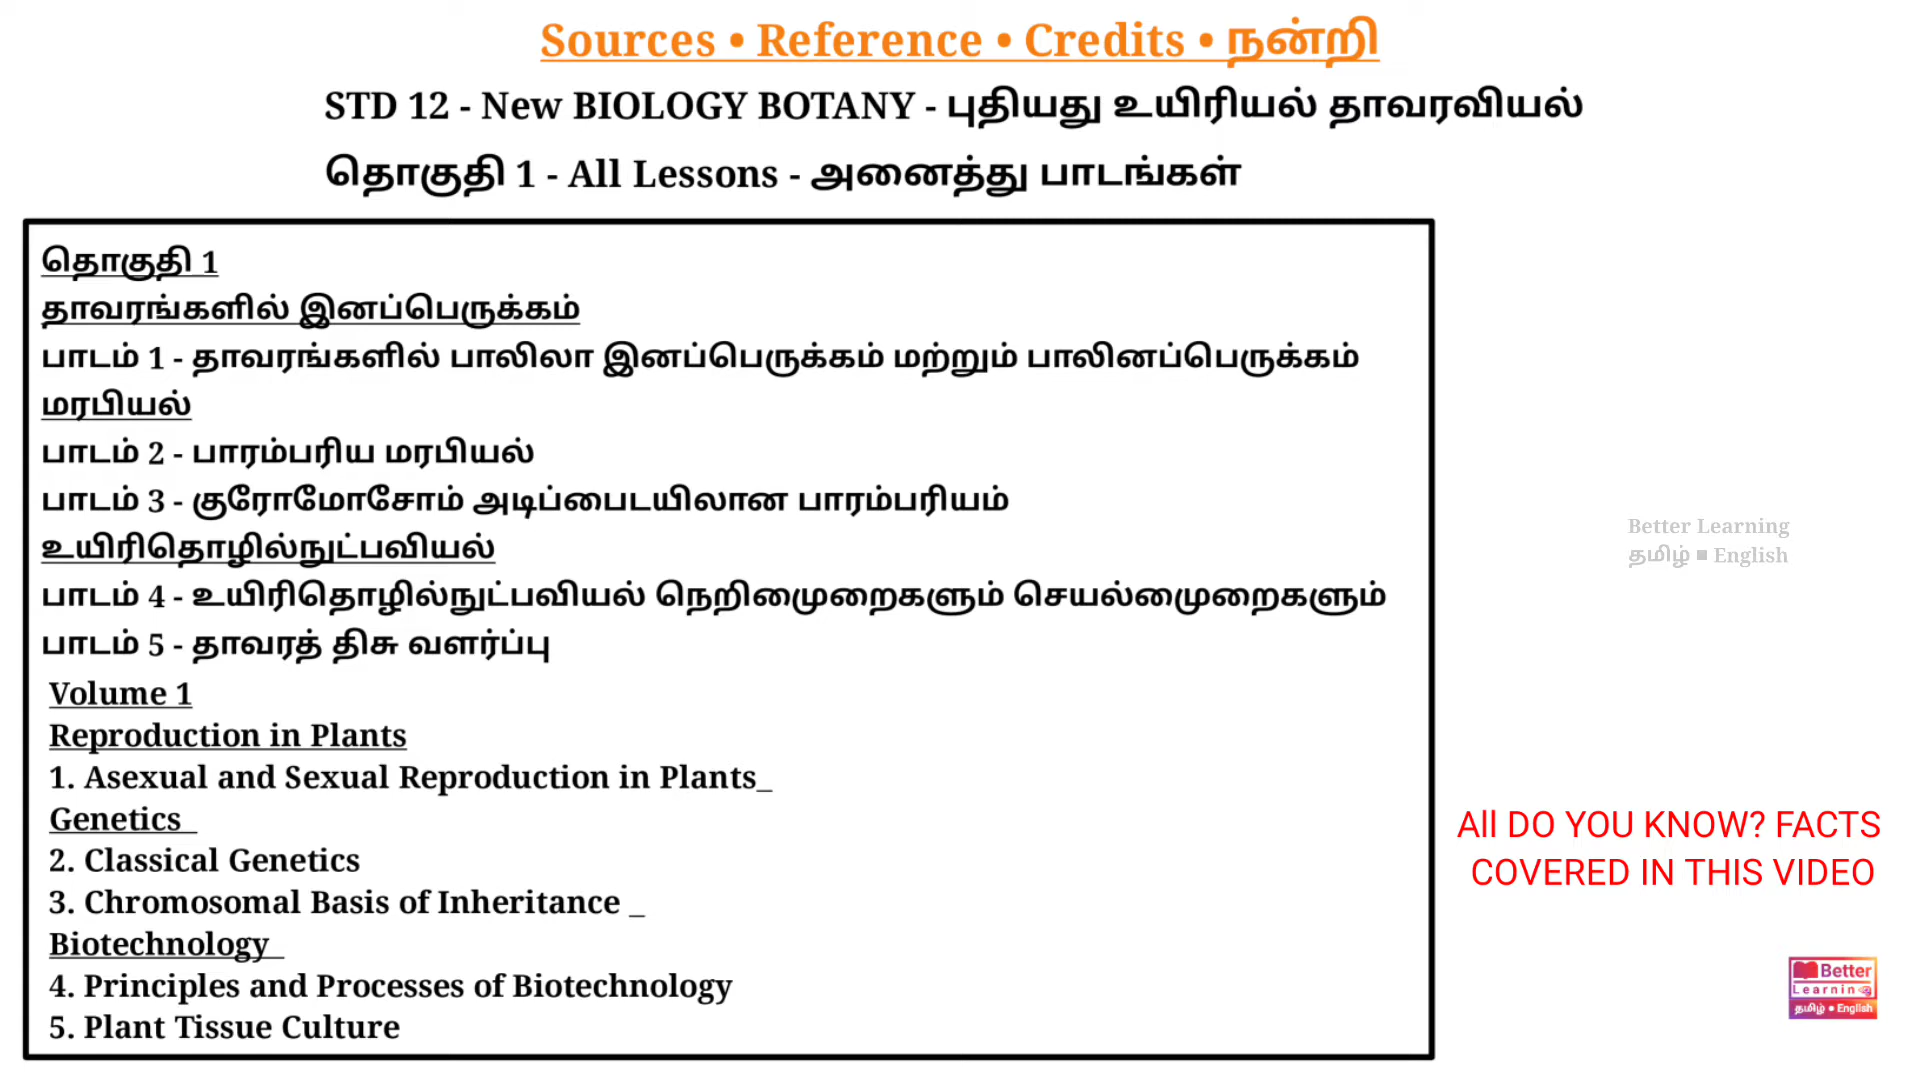 Sources • Reference • Credits • நன்றி
STD 12 - New BIOLOGY BOTANY - புதியது உயிரியல் தாவரவியல்
தொகுதி 1 - All Lessons - அனைத்து பாடங்கள்
தொகுதி 1
தாவரங்களில் இனப்பெருக்கம்
பாடம் 1 - தாவரங்களில் பாலிலா இனப்பெருக்கம் மற்றும் பாலினப்பெருக்கம்
மரபியல்
பாடம் 2 - பாரம்பரிய மரபியல்
பாடம் 3 - குரோமோசோம் அடிப்படையிலான பாரம்பரியம்
உயிரிதொழில்நுட்பவியல்
பாடம் 4 - உயிரிதொழில்நுட்பவியல் நெறிமுறைகளும் செயல்முறைகளும்
பாடம் 5 - தாவரத் திசு வளர்ப்பு
Volume 1
Reproduction in Plants
1. Asexual and Sexual Reproduction in Plants_
Genetics_
2. Classical Genetics
3. Chromosomal Basis of Inheritance _
Biotechnology_
4. Principles and Processes of Biotechnology
5. Plant Tissue Culture
Better Learning
தமிழ் ■ English
All DO YOU KNOW? FACTS
COVERED IN THIS VIDEO
Better
Learning
தமிழ் • English